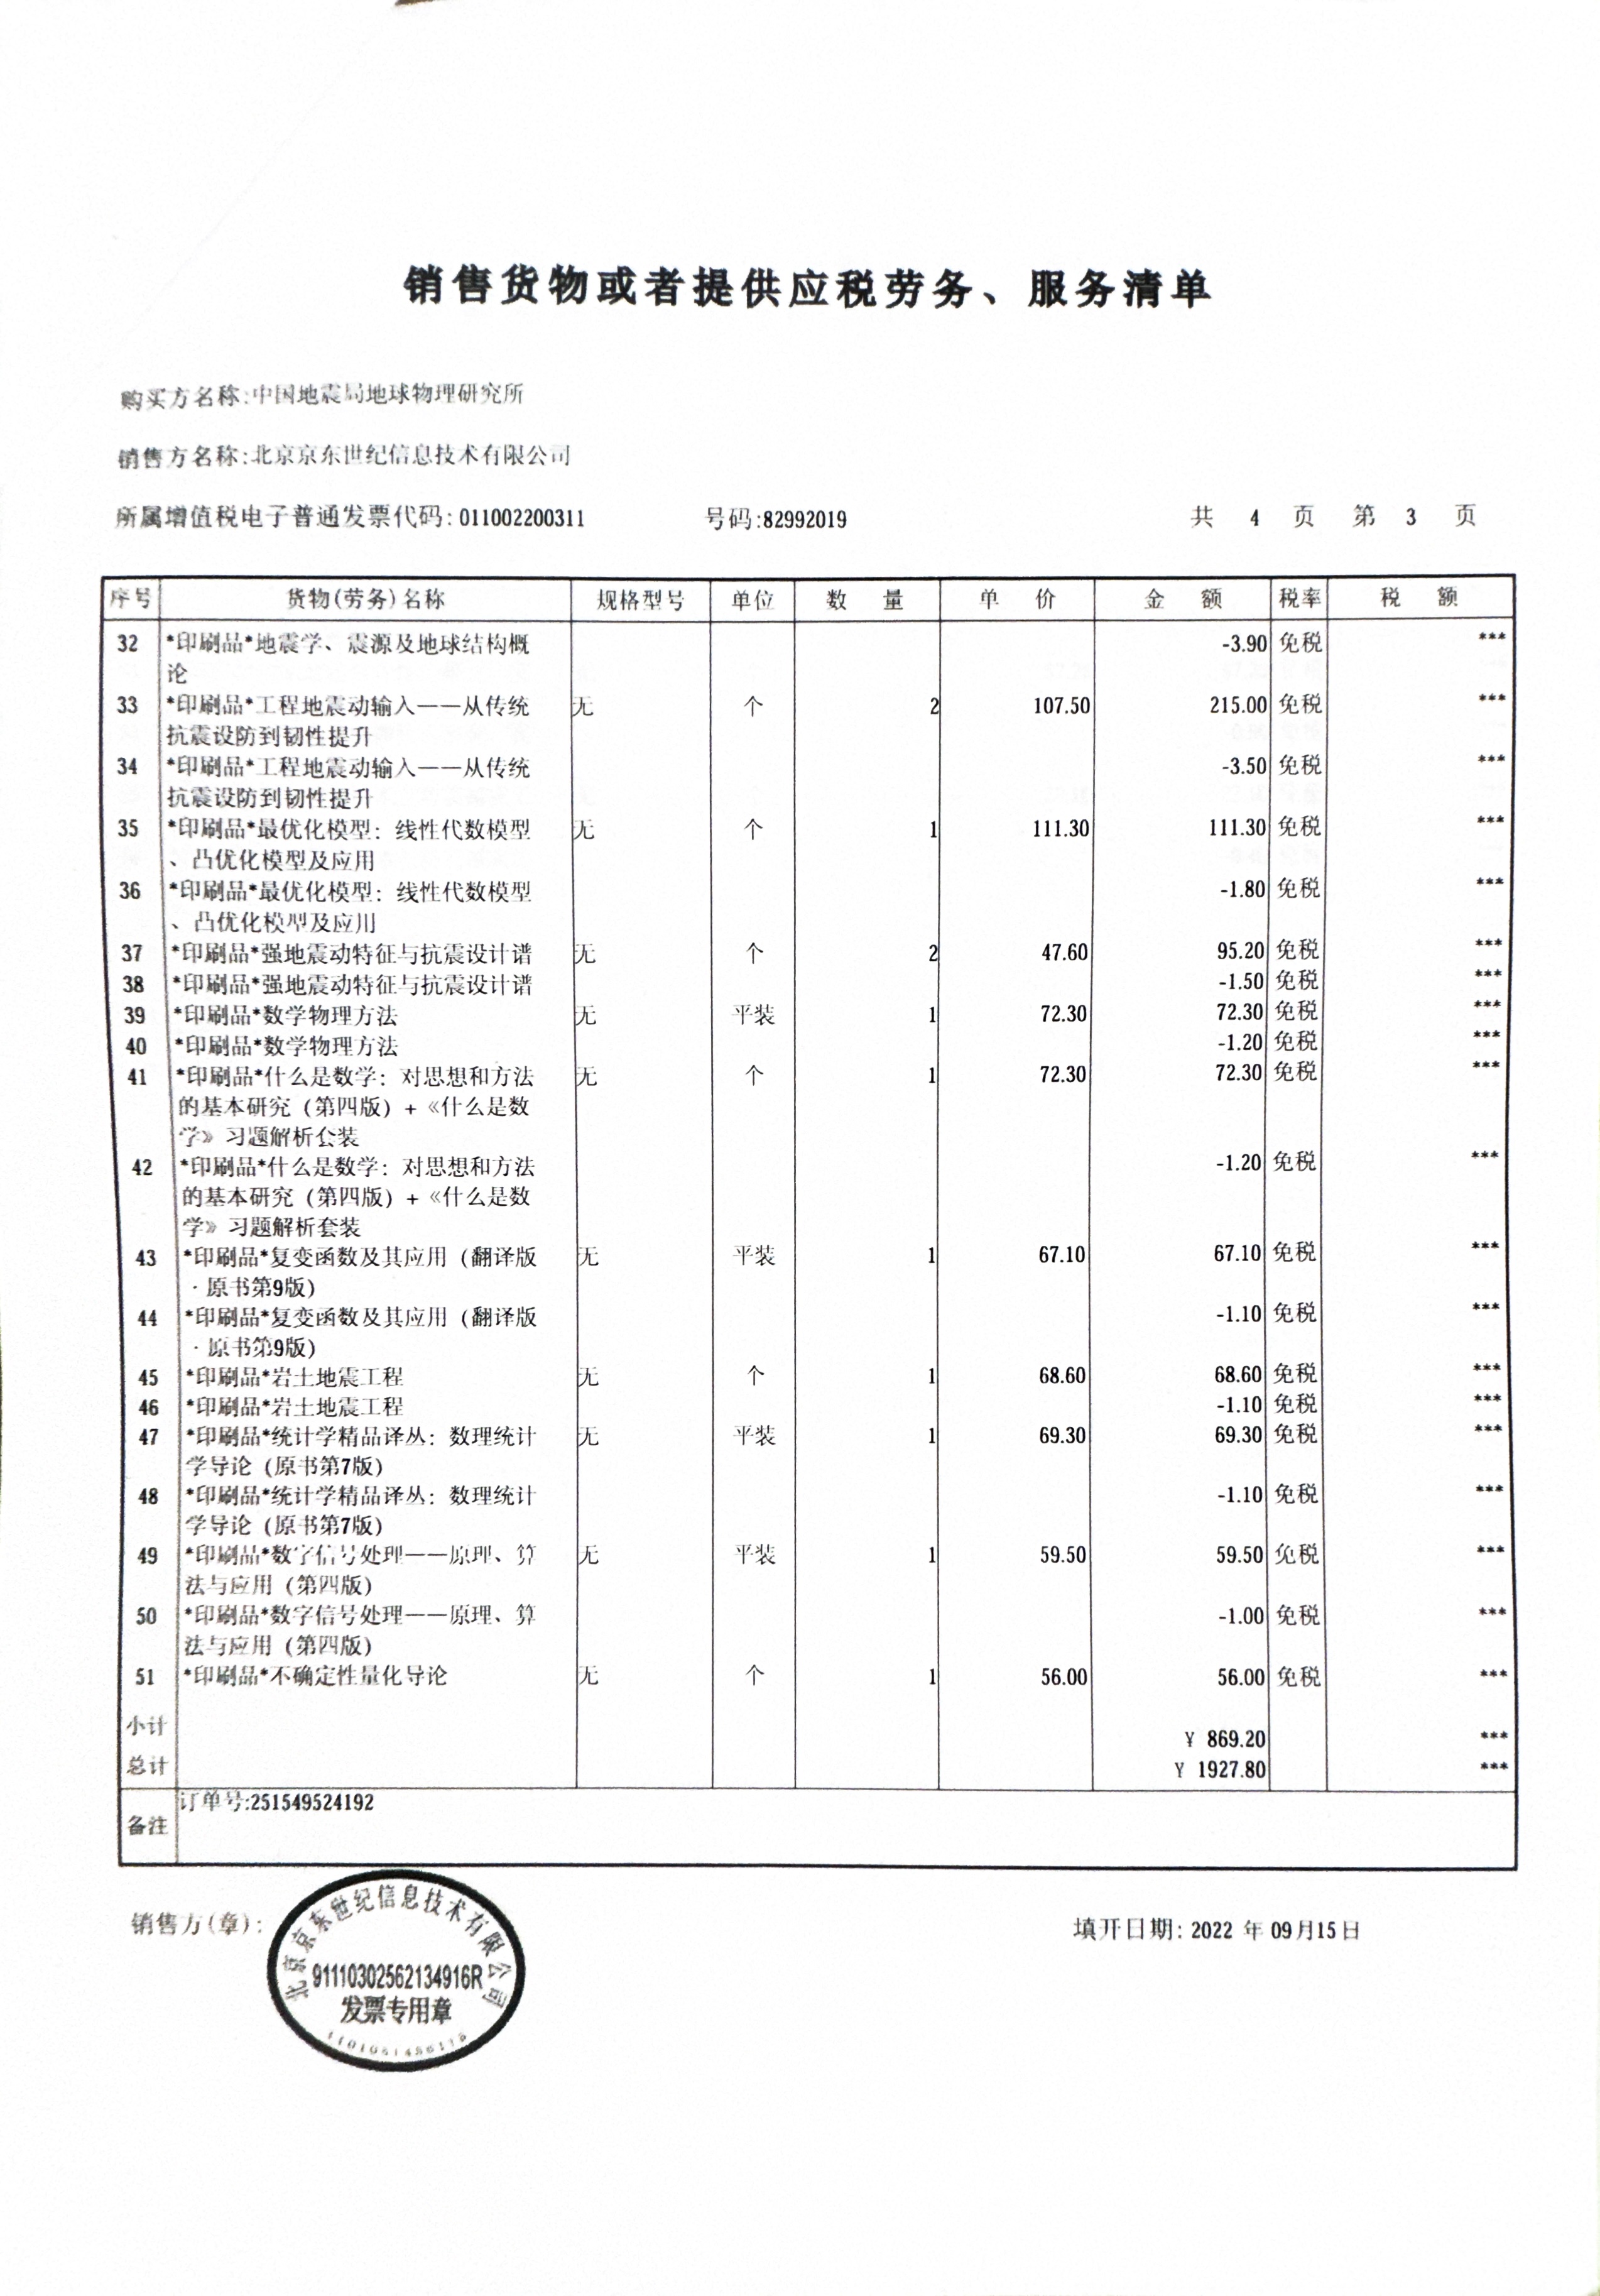 销售货物或者提供应税劳务、服务清单
购买方名称:中国地震局地球物理研究所
销售方名称:北京京东世纪信息技术有限公司
所属增值税电子普通发票代码:011002200311 号码:82992019 共 4 页 第 3 页
序号 货物(劳务)名称 规格型号 单位 数 量 单 价 金 额 税率 税 额
32 *印刷品*地震学、震源及地球结构概 -3.90 免税 ***
论
33 *印刷品*工程地震动输入——从传统 无 个 2 107.50 215.00 免税 ***
抗震设防到韧性提升
34 *印刷品*工程地震动输入——从传统 -3.50 免税 ***
抗震设防到韧性提升
35 *印刷品*最优化模型：线性代数模型 无 个 1 111.30 111.30 免税 ***
、凸优化模型及应用
36 *印刷品*最优化模型：线性代数模型 -1.80 免税 ***
、凸优化模型及应用
37 *印刷品*强地震动特征与抗震设计谱 无 个 2 47.60 95.20 免税 ***
38 *印刷品*强地震动特征与抗震设计谱 -1.50 免税 ***
39 *印刷品*数学物理方法 无 平装 1 72.30 72.30 免税 ***
40 *印刷品*数学物理方法 -1.20 免税 ***
41 *印刷品*什么是数学：对思想和方法 无 个 1 72.30 72.30 免税 ***
的基本研究（第四版）+《什么是数
学》习题解析套装
42 *印刷品*什么是数学：对思想和方法 -1.20 免税 ***
的基本研究（第四版）+《什么是数
学》习题解析套装
43 *印刷品*复变函数及其应用（翻译版 无 平装 1 67.10 67.10 免税 ***
·原书第9版）
44 *印刷品*复变函数及其应用（翻译版 -1.10 免税 ***
·原书第9版）
45 *印刷品*岩土地震工程 无 个 1 68.60 68.60 免税 ***
46 *印刷品*岩土地震工程 -1.10 免税 ***
47 *印刷品*统计学精品译丛：数理统计 无 平装 1 69.30 69.30 免税 ***
学导论（原书第7版）
48 *印刷品*统计学精品译丛：数理统计 -1.10 免税 ***
学导论（原书第7版）
49 *印刷品*数字信号处理——原理、算 无 平装 1 59.50 59.50 免税 ***
法与应用（第四版）
50 *印刷品*数字信号处理——原理、算 -1.00 免税 ***
法与应用（第四版）
51 *印刷品*不确定性量化导论 无 个 1 56.00 56.00 免税 ***
小计 ¥ 869.20 ***
总计 ¥ 1927.80 ***
备注 订单号:251549524192
销售方(章):
北京京东世纪信息技术有限公司
91110302562134916R
发票专用章
填开日期: 2022 年 09月15日